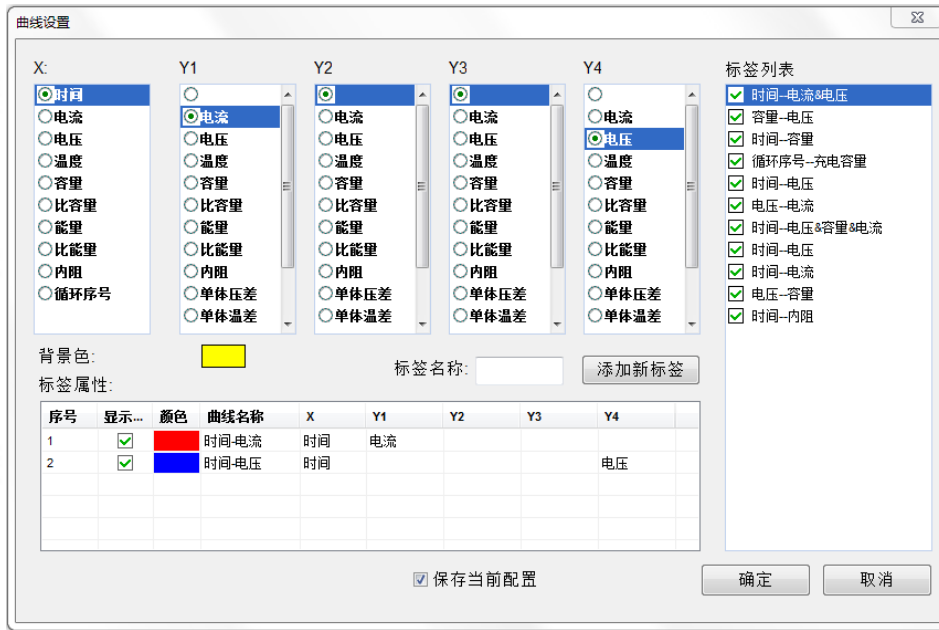 曲线设置
X: Y1 Y2 Y3 Y4 标签列表
时间 时间--电流&电压
电流 电流 电流 电流 电流 容量--电压
电压 电压 电压 电压 电压 时间--容量
温度 温度 温度 温度 温度 循环序号--充电容量
容量 容量 容量 容量 容量 时间--电压
比容量 比容量 比容量 比容量 比容量 电压--电流
能量 能量 能量 能量 能量 时间--电压&容量&电流
比能量 比能量 比能量 比能量 比能量 时间--电压
内阻 内阻 内阻 内阻 内阻 时间--电流
循环序号 单体压差 单体压差 单体压差 单体压差 电压--容量
单体温差 单体温差 单体温差 单体温差 时间--内阻
背景色:
标签名称: 添加新标签
标签属性:
序号 显示... 颜色 曲线名称 X Y1 Y2 Y3 Y4
1 时间-电流 时间 电流
2 时间-电压 时间 电压
保存当前配置 确定 取消